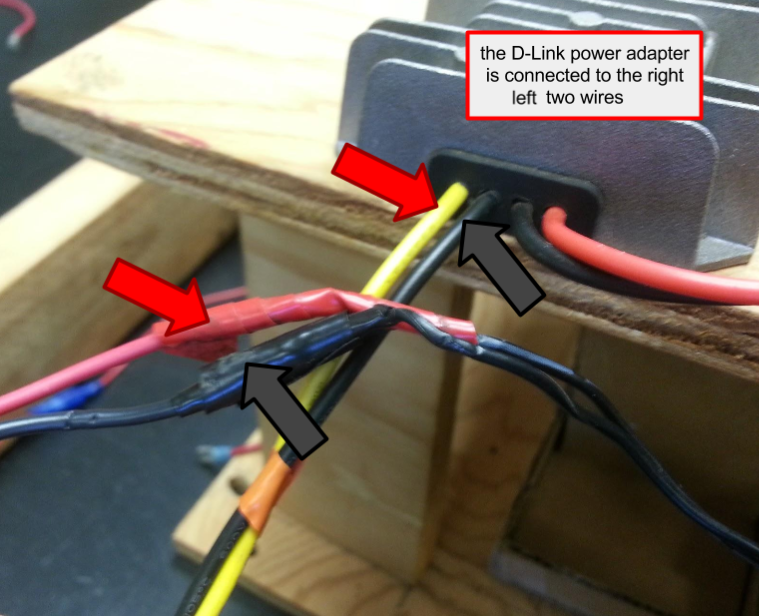 the D-Link power adapter
is connected to the right
left two wires